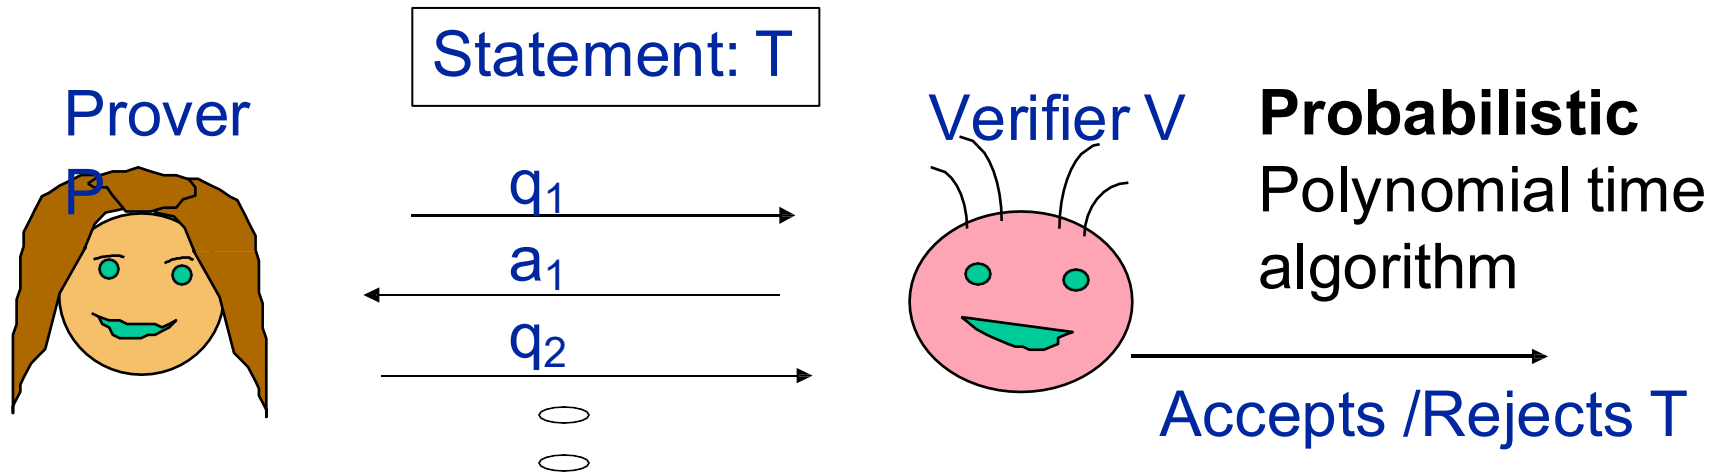 Statement: T
Prover
P
Verifier V
Probabilistic
Polynomial time
algorithm
q₁
a₁
q₂
Accepts /Rejects T